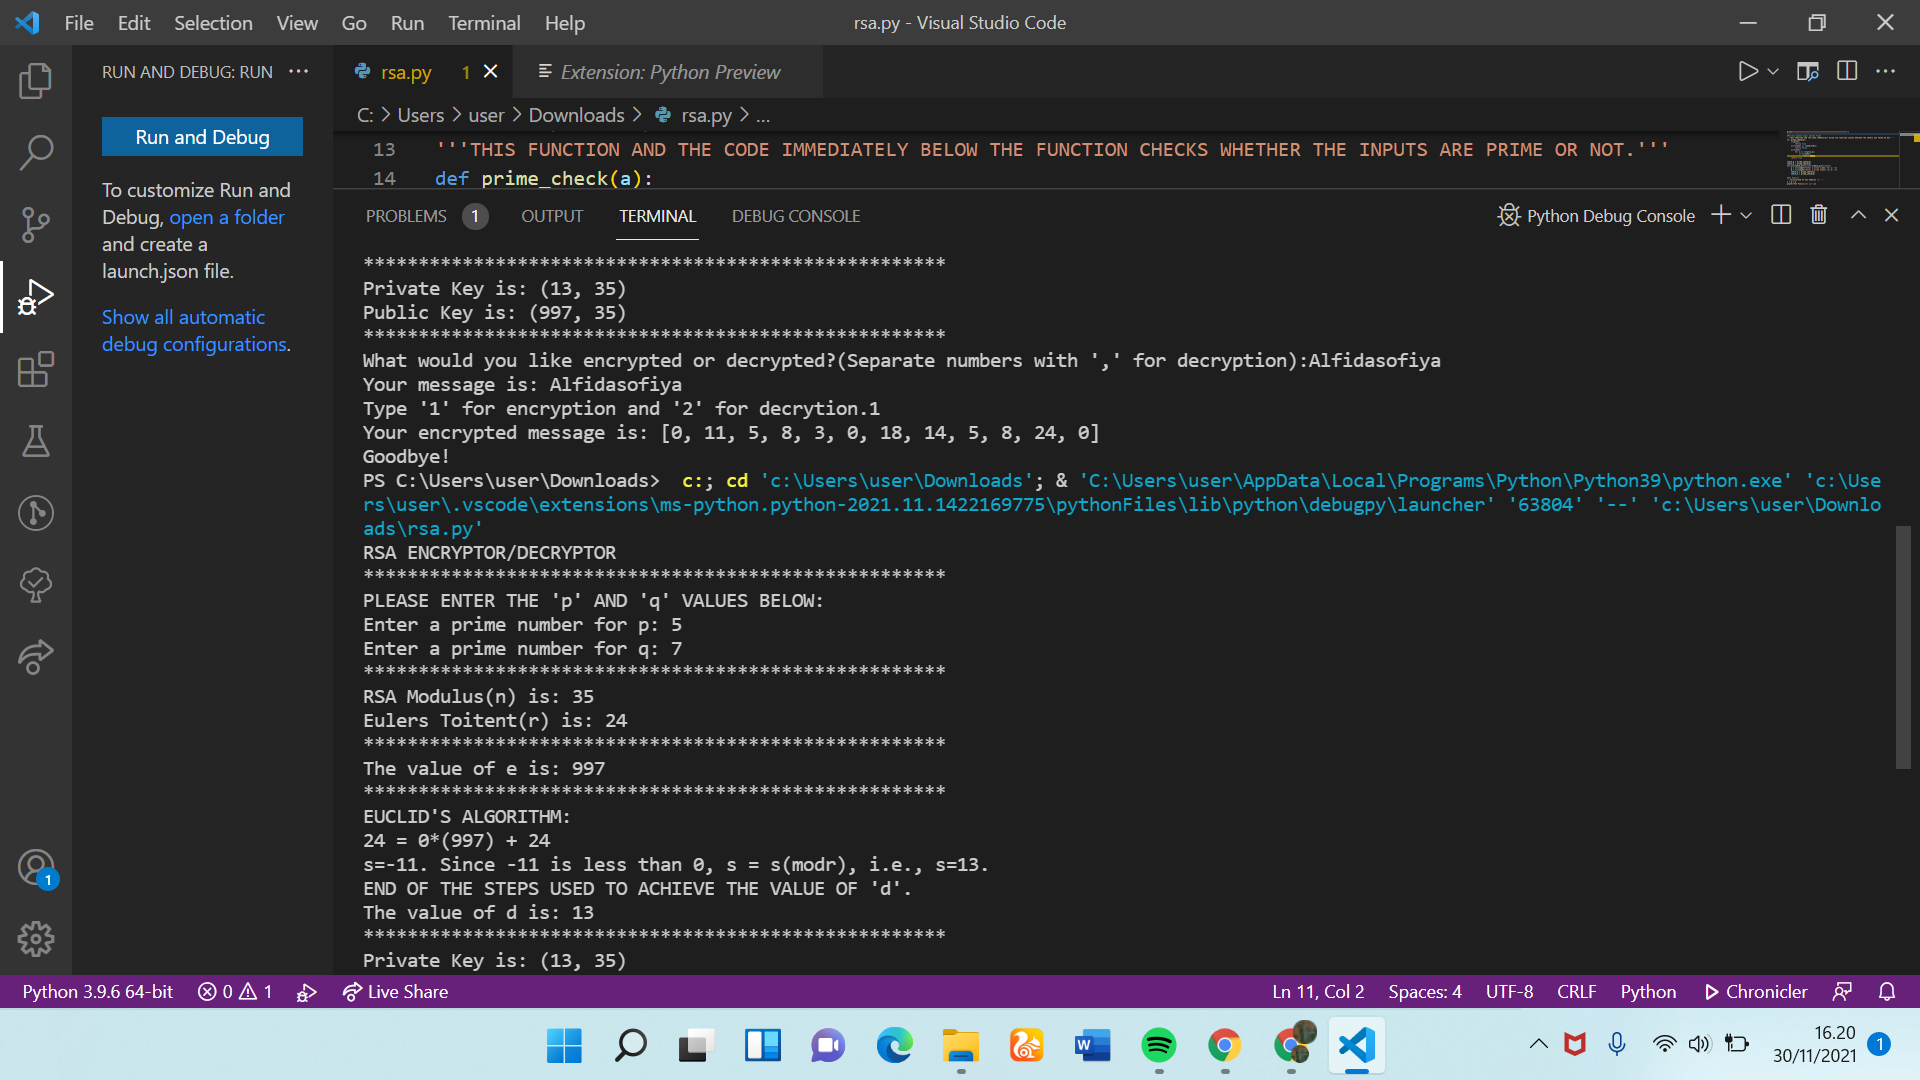 File Edit Selection View Go Run Terminal Help
rsa.py - Visual Studio Code
RUN AND DEBUG: RUN ...
rsa.py 1
Extension: Python Preview
Run and Debug
To customize Run and
Debug, open a folder
and create a
launch.json file.
Show all automatic
debug configurations.
C: > Users > user > Downloads > rsa.py > ...
13 '''THIS FUNCTION AND THE CODE IMMEDIATELY BELOW THE FUNCTION CHECKS WHETHER THE INPUTS ARE PRIME OR NOT.'''
14 def prime_check(a):
PROBLEMS 1 OUTPUT TERMINAL DEBUG CONSOLE
Python Debug Console
*****************************************************
Private Key is: (13, 35)
Public Key is: (997, 35)
*****************************************************
What would you like encrypted or decrypted?(Separate numbers with ',' for decryption):Alfidasofiya
Your message is: Alfidasofiya
Type '1' for encryption and '2' for decrytion.1
Your encrypted message is: [0, 11, 5, 8, 3, 0, 18, 14, 5, 8, 24, 0]
Goodbye!
PS C:\Users\user\Downloads>  c:; cd 'c:\Users\user\Downloads'; & 'C:\Users\user\AppData\Local\Programs\Python\Python39\python.exe' 'c:\Use
rs\user\.vscode\extensions\ms-python.python-2021.11.1422169775\pythonFiles\lib\python\debugpy\launcher' '63804' '--' 'c:\Users\user\Downlo
ads\rsa.py'
RSA ENCRYPTOR/DECRYPTOR
*****************************************************
PLEASE ENTER THE 'p' AND 'q' VALUES BELOW:
Enter a prime number for p: 5
Enter a prime number for q: 7
*****************************************************
RSA Modulus(n) is: 35
Eulers Toitent(r) is: 24
*****************************************************
The value of e is: 997
*****************************************************
EUCLID'S ALGORITHM:
24 = 0*(997) + 24
s=-11. Since -11 is less than 0, s = s(modr), i.e., s=13.
END OF THE STEPS USED TO ACHIEVE THE VALUE OF 'd'.
The value of d is: 13
*****************************************************
Private Key is: (13, 35)
1
Python 3.9.6 64-bit 0 1 Live Share
Ln 11, Col 2 Spaces: 4 UTF-8 CRLF Python Chronicler
16.20
30/11/2021
1